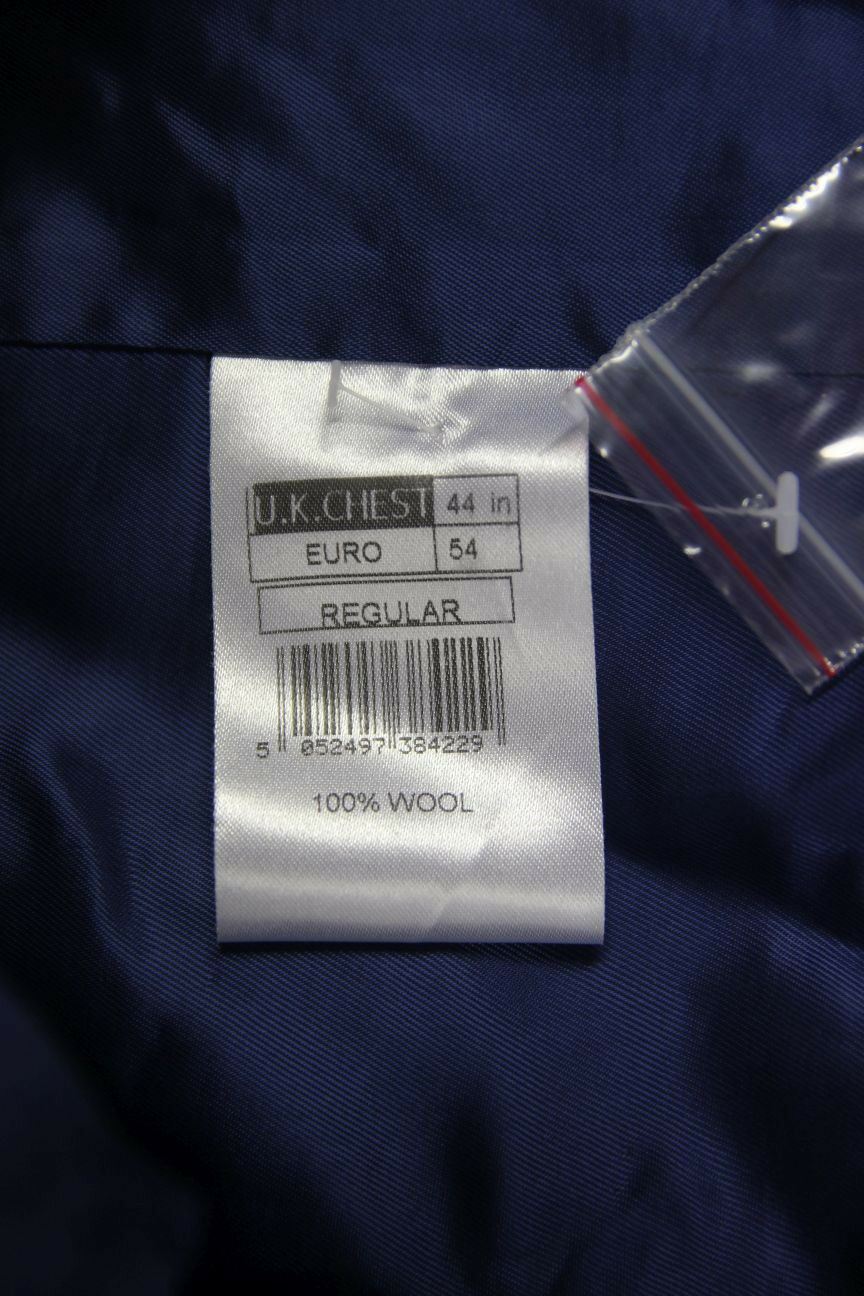 U.K.CHEST 44 in
EURO 54
REGULAR
5 052497 384229
100% WOOL